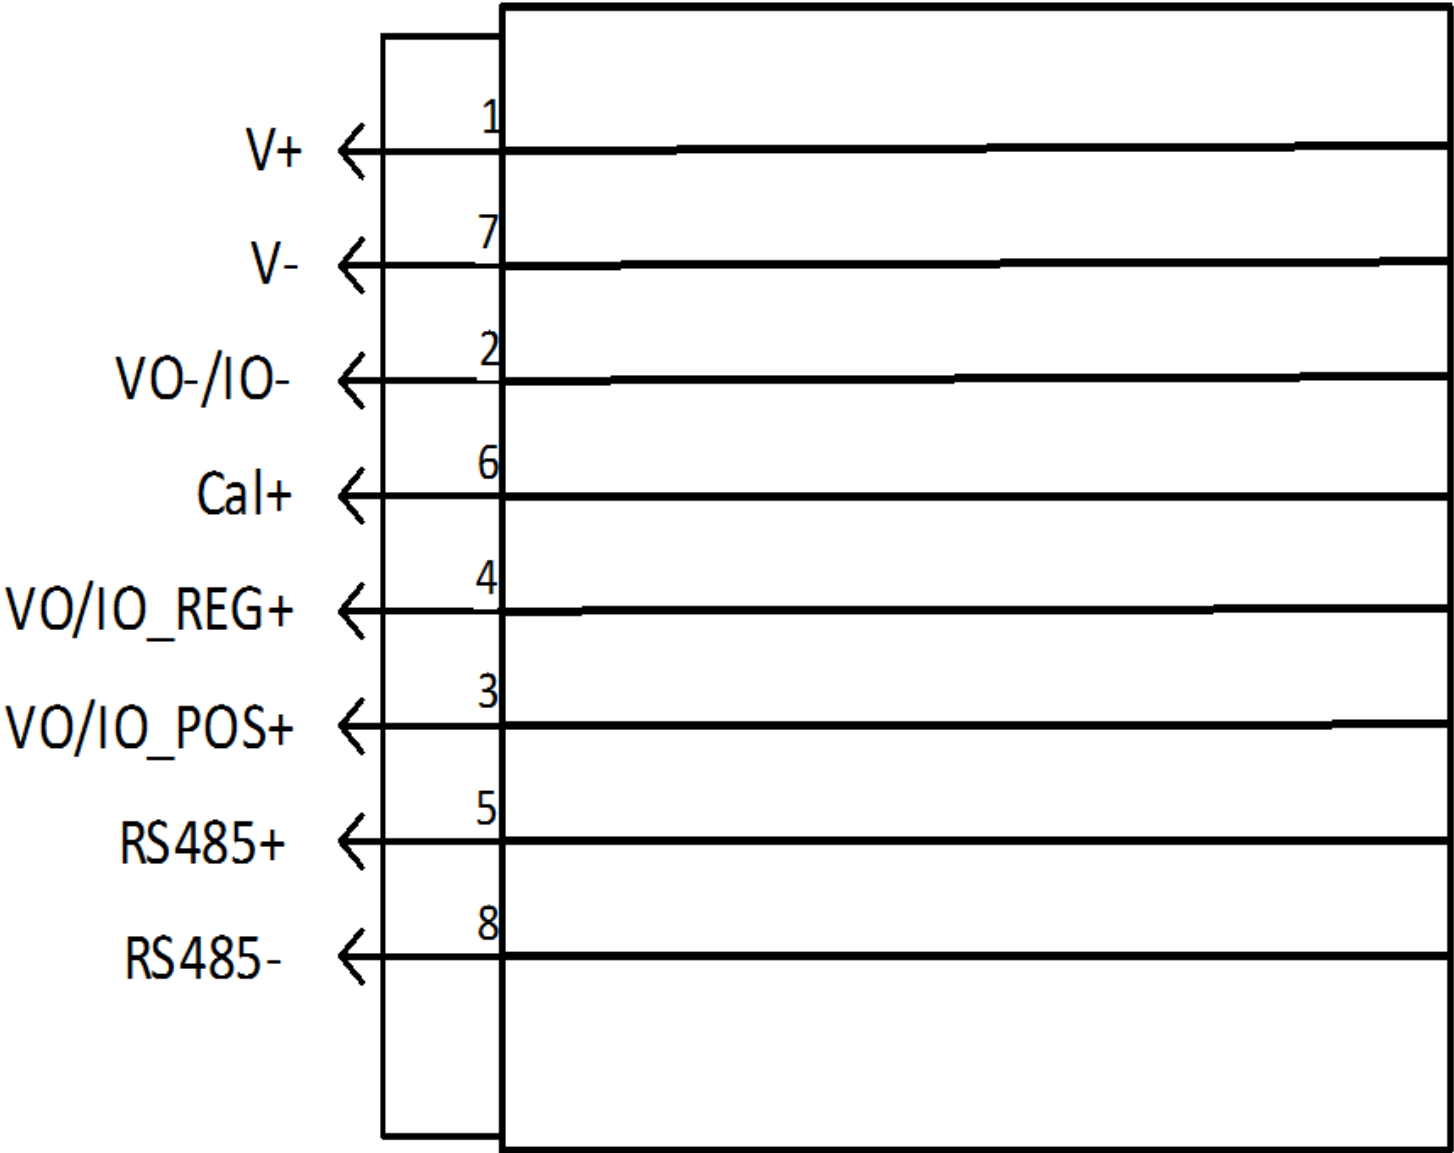 1
V+
7
V-
2
VO-/IO-
6
Cal+
4
VO/IO_REG+
3
VO/IO_POS+
5
RS485+
8
RS485-